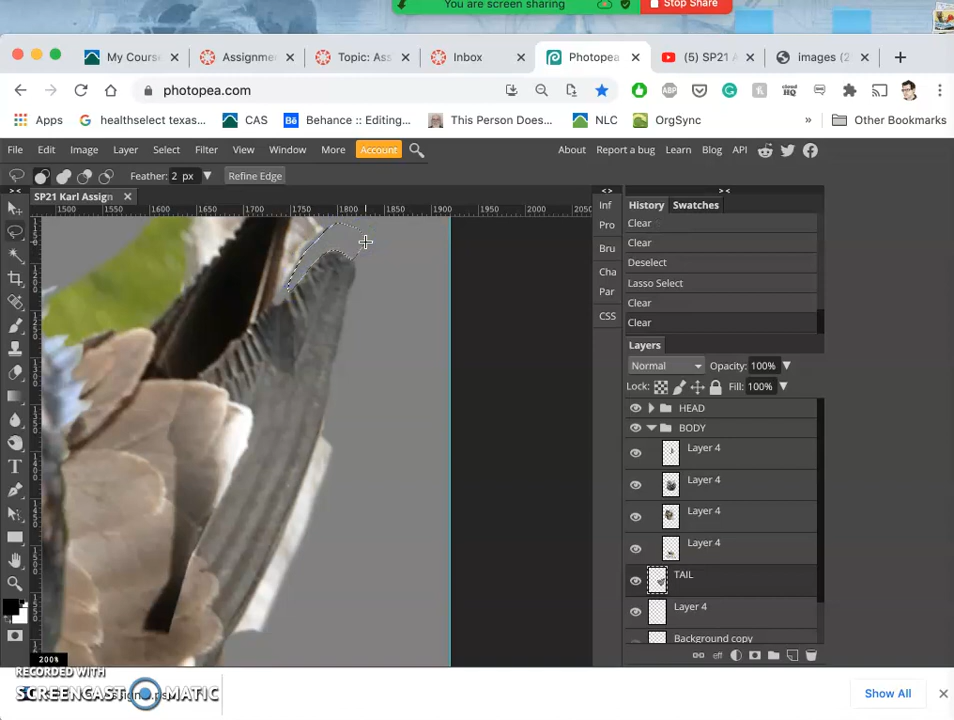 You are screen sharing
Stop Share
My Course
Assignme
Topic: Ass
Inbox
Photopea
(5) SP21 A
images (2
photopea.com
Apps
healthselect texas...
CAS
Behance :: Editing...
This Person Does...
NLC
OrgSync
»
Other Bookmarks
File Edit Image Layer Select Filter View Window More Account
About Report a bug Learn Blog API
Feather: 2 px
Refine Edge
SP21 Karl Assign
1500 1550 1600 1650 1700 1750 1800 1850 1900 1950 2000 2050
Inf
Pro
Bru
Cha
Par
CSS
History Swatches
Clear
Clear
Deselect
Lasso Select
Clear
Clear
Layers
Normal Opacity: 100%
Lock: Fill: 100%
HEAD
BODY
Layer 4
Layer 4
Layer 4
Layer 4
TAIL
Layer 4
Background copy
eff
200%
RECORDED WITH
SCREENCAST MATIC
Show All